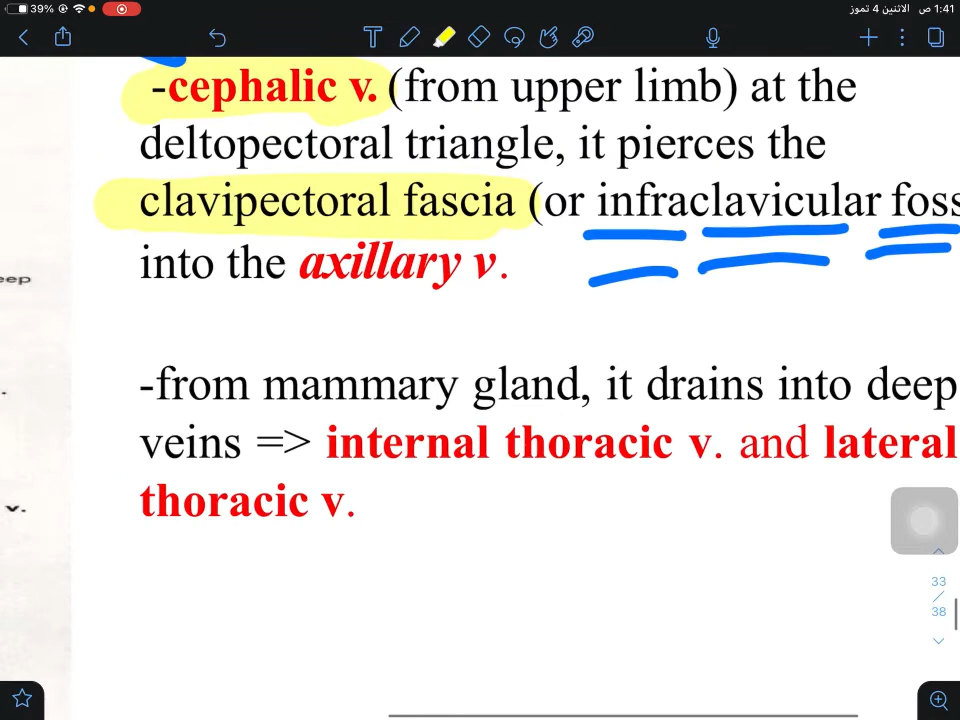 39%
1:41 ص الاثنين 4 تموز
-cephalic v. (from upper limb) at the
deltopectoral triangle, it pierces the
clavipectoral fascia (or infraclavicular foss
into the axillary v.
eep
-from mammary gland, it drains into deep
veins => internal thoracic v. and lateral
thoracic v.
v.
33
/
38